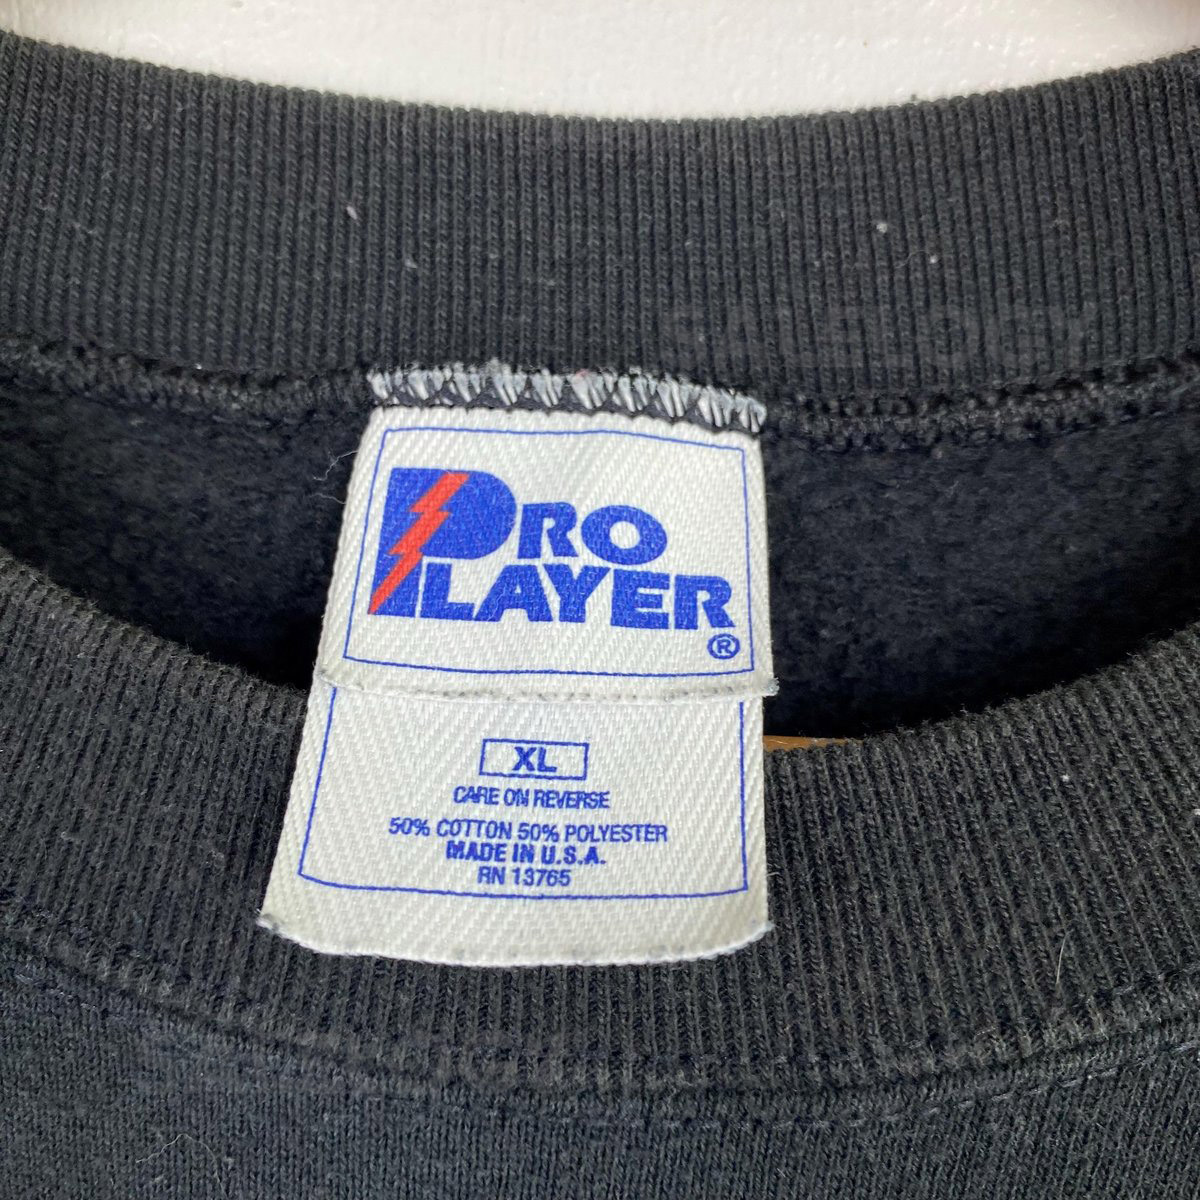 PRO
PLAYER
®
XL
CARE ON REVERSE
50% COTTON 50% POLYESTER
MADE IN U.S.A.
RN 13765